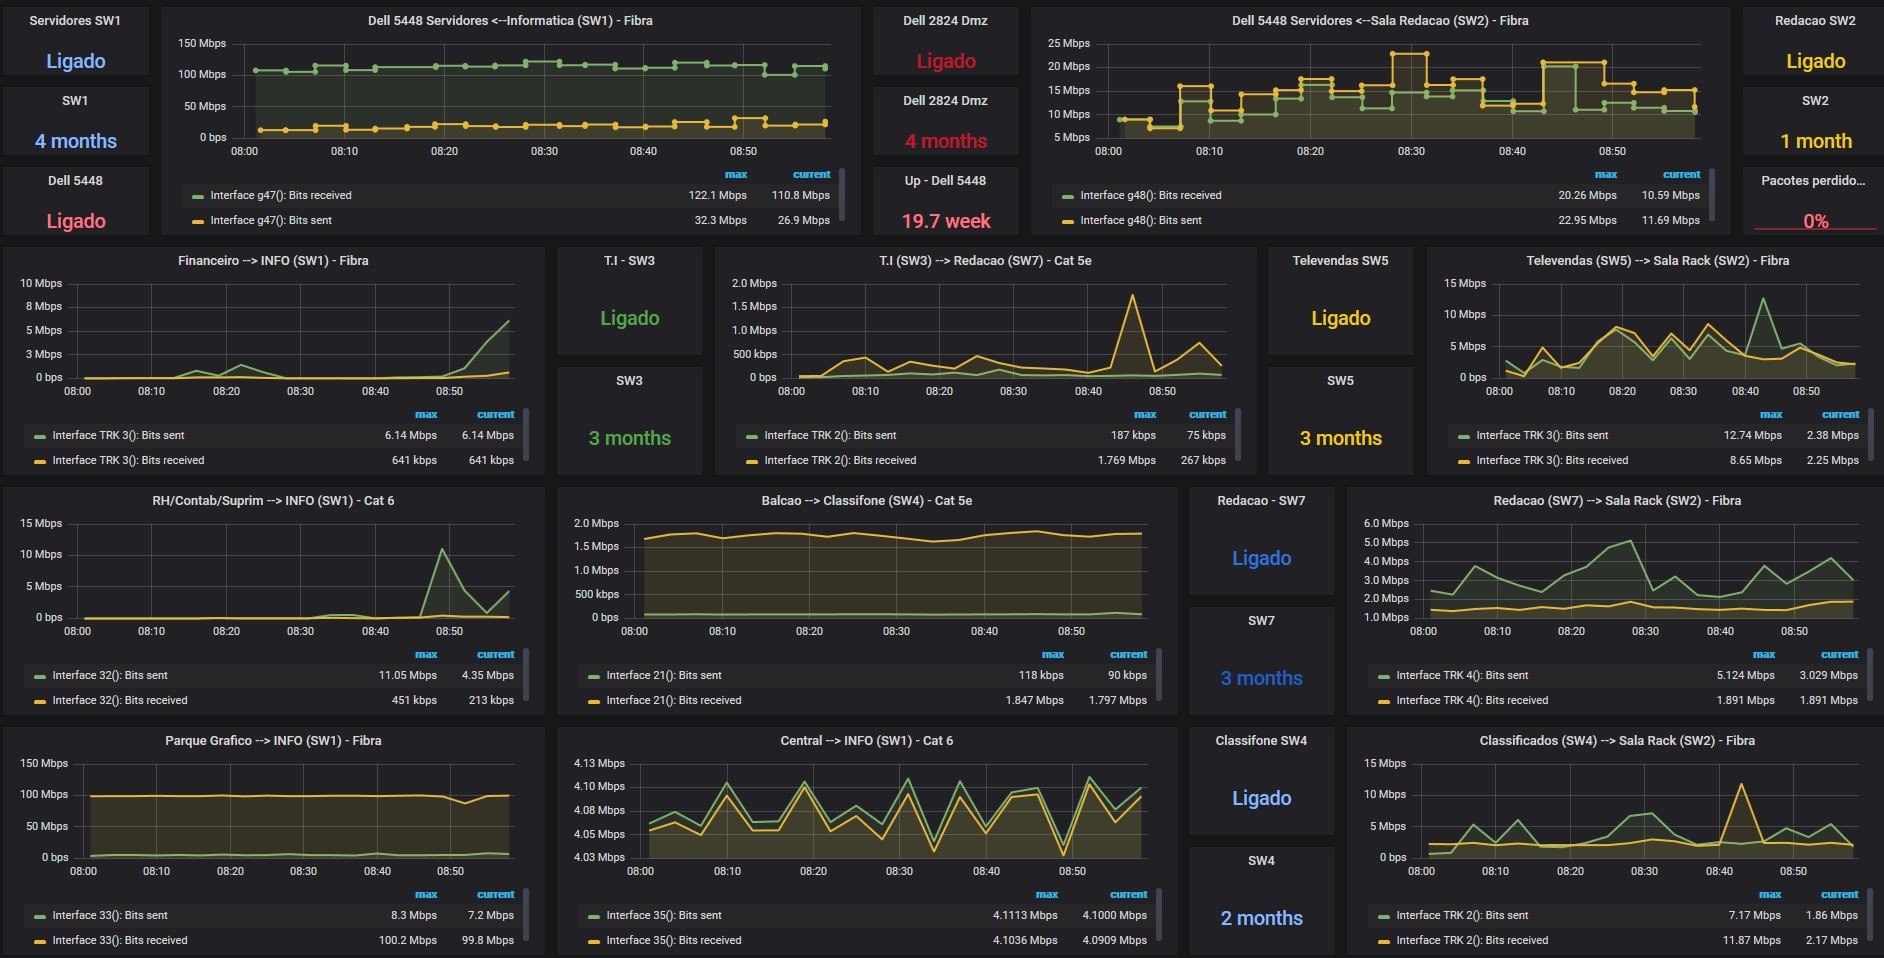 Servidores SW1
Ligado
SW1
4 months
Dell 5448
Ligado
Dell 5448 Servidores <--Informatica (SW1) - Fibra
150 Mbps
100 Mbps
50 Mbps
0 bps
08:00 08:10 08:20 08:30 08:40 08:50
max current
Interface g47(): Bits received 122.1 Mbps 110.8 Mbps
Interface g47(): Bits sent 32.3 Mbps 26.9 Mbps
Dell 2824 Dmz
Ligado
Dell 2824 Dmz
4 months
Up - Dell 5448
19.7 week
Dell 5448 Servidores <--Sala Redacao (SW2) - Fibra
25 Mbps
20 Mbps
15 Mbps
10 Mbps
5 Mbps
08:00 08:10 08:20 08:30 08:40 08:50
max current
Interface g48(): Bits received 20.26 Mbps 10.59 Mbps
Interface g48(): Bits sent 22.95 Mbps 11.69 Mbps
Redacao SW2
Ligado
SW2
1 month
Pacotes perdido...
0%
Financeiro --> INFO (SW1) - Fibra
10 Mbps
8 Mbps
5 Mbps
3 Mbps
0 bps
08:00 08:10 08:20 08:30 08:40 08:50
max current
Interface TRK 3(): Bits sent 6.14 Mbps 6.14 Mbps
Interface TRK 3(): Bits received 641 kbps 641 kbps
T.I - SW3
Ligado
SW3
3 months
T.I (SW3) --> Redacao (SW7) - Cat 5e
2.0 Mbps
1.5 Mbps
1.0 Mbps
500 kbps
0 bps
08:00 08:10 08:20 08:30 08:40 08:50
max current
Interface TRK 2(): Bits sent 187 kbps 75 kbps
Interface TRK 2(): Bits received 1.769 Mbps 267 kbps
Televendas SW5
Ligado
SW5
3 months
Televendas (SW5) --> Sala Rack (SW2) - Fibra
15 Mbps
10 Mbps
5 Mbps
0 bps
08:00 08:10 08:20 08:30 08:40 08:50
max current
Interface TRK 3(): Bits sent 12.74 Mbps 2.38 Mbps
Interface TRK 3(): Bits received 8.65 Mbps 2.25 Mbps
RH/Contab/Suprim --> INFO (SW1) - Cat 6
15 Mbps
10 Mbps
5 Mbps
0 bps
08:00 08:10 08:20 08:30 08:40 08:50
max current
Interface 32(): Bits sent 11.05 Mbps 4.35 Mbps
Interface 32(): Bits received 451 kbps 213 kbps
Balcao --> Classifone (SW4) - Cat 5e
2.0 Mbps
1.5 Mbps
1.0 Mbps
500 kbps
0 bps
08:00 08:10 08:20 08:30 08:40 08:50
max current
Interface 21(): Bits sent 118 kbps 90 kbps
Interface 21(): Bits received 1.847 Mbps 1.797 Mbps
Redacao - SW7
Ligado
SW7
3 months
Redacao (SW7) --> Sala Rack (SW2) - Fibra
6.0 Mbps
5.0 Mbps
4.0 Mbps
3.0 Mbps
2.0 Mbps
1.0 Mbps
08:00 08:10 08:20 08:30 08:40 08:50
max current
Interface TRK 4(): Bits sent 5.124 Mbps 3.029 Mbps
Interface TRK 4(): Bits received 1.891 Mbps 1.891 Mbps
Parque Grafico --> INFO (SW1) - Fibra
150 Mbps
100 Mbps
50 Mbps
0 bps
08:00 08:10 08:20 08:30 08:40 08:50
max current
Interface 33(): Bits sent 8.3 Mbps 7.2 Mbps
Interface 33(): Bits received 100.2 Mbps 99.8 Mbps
Central --> INFO (SW1) - Cat 6
4.13 Mbps
4.10 Mbps
4.08 Mbps
4.05 Mbps
4.03 Mbps
08:00 08:10 08:20 08:30 08:40 08:50
max current
Interface 35(): Bits sent 4.1113 Mbps 4.1000 Mbps
Interface 35(): Bits received 4.1036 Mbps 4.0909 Mbps
Classifone SW4
Ligado
SW4
2 months
Classificados (SW4) --> Sala Rack (SW2) - Fibra
15 Mbps
10 Mbps
5 Mbps
0 bps
08:00 08:10 08:20 08:30 08:40 08:50
max current
Interface TRK 2(): Bits sent 7.17 Mbps 1.86 Mbps
Interface TRK 2(): Bits received 11.87 Mbps 2.17 Mbps